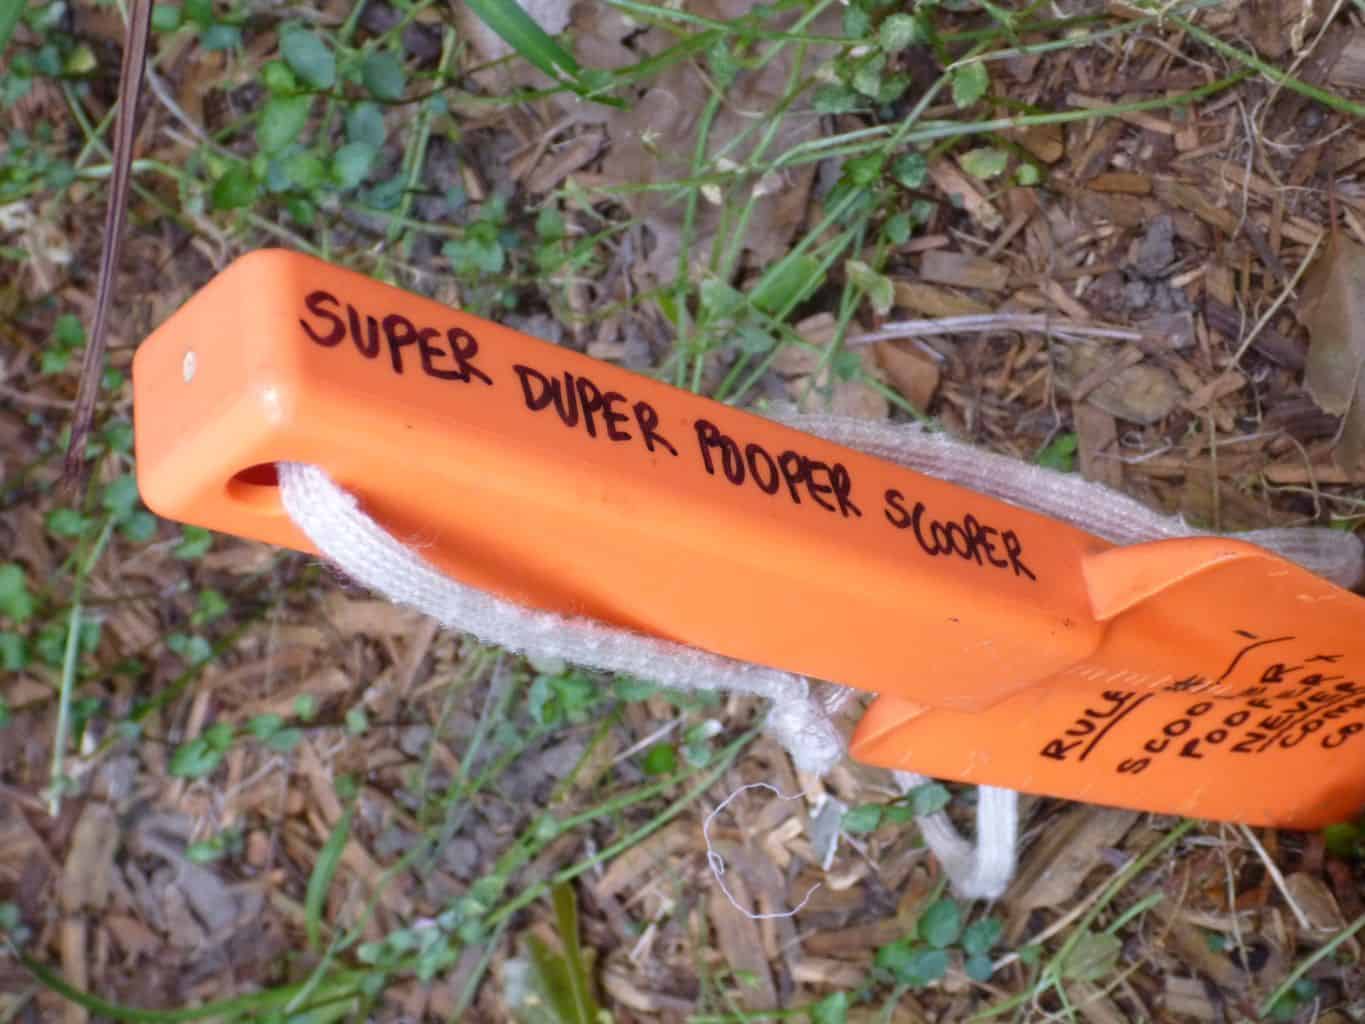 SUPER DUPER POOPER SCOOPER
RULE #1
SCOOPER +
POOPER
NEVER